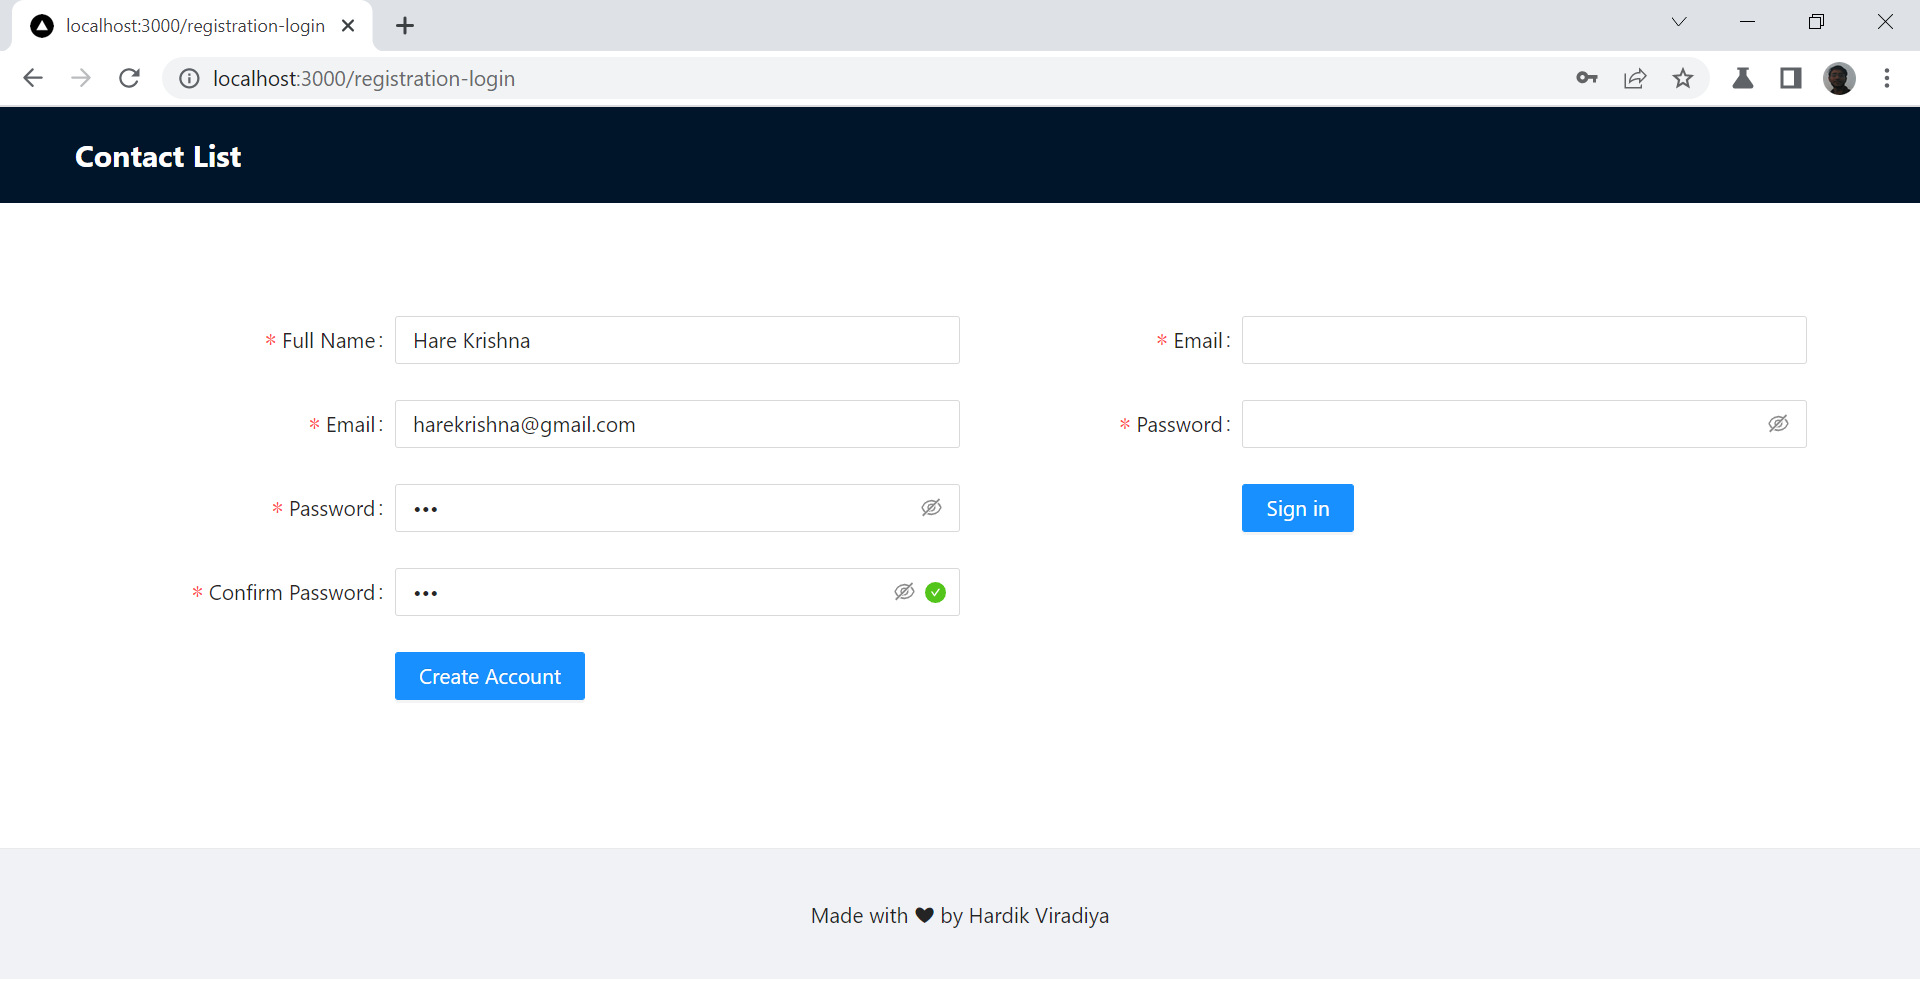 localhost:3000/registration-login
localhost:3000/registration-login
Contact List
* Full Name: Hare Krishna
* Email: harekrishna@gmail.com
* Password: •••
* Confirm Password: •••
Create Account
* Email:
* Password:
Sign in
Made with ♥ by Hardik Viradiya